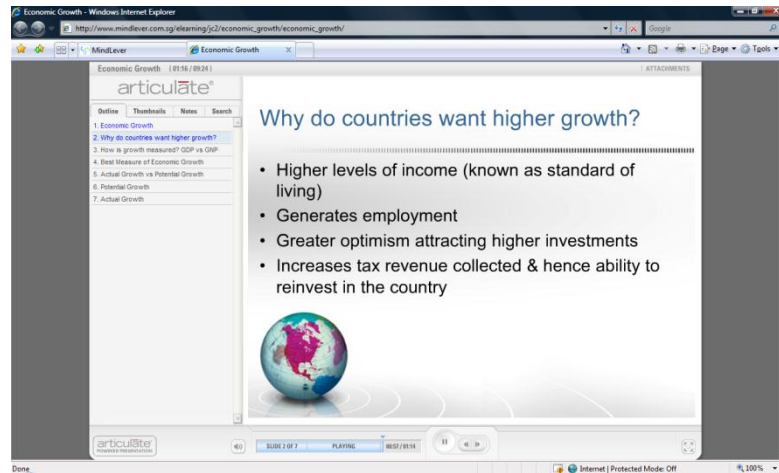 Economic Growth - Windows Internet Explorer
http://www.mindlever.com.sg/elearning/jc2/economic_growth/economic_growth/
Google
MindLever
Economic Growth
Page
Tools
Economic Growth (01:16 / 09:24)
ATTACHMENTS
articulate
Outline Thumbnails Notes Search
1. Economic Growth
2. Why do countries want higher growth?
3. How is growth measured? GDP vs GNP
4. Best Measure of Economic Growth
5. Actual Growth vs Potential Growth
6. Potential Growth
7. Actual Growth
Why do countries want higher growth?
• Higher levels of income (known as standard of
living)
• Generates employment
• Greater optimism attracting higher investments
• Increases tax revenue collected & hence ability to
reinvest in the country
articulate
POWERED PRESENTATION
SLIDE 2 OF 7 PLAYING 00:57 / 01:14
Done
Internet | Protected Mode: Off
100%